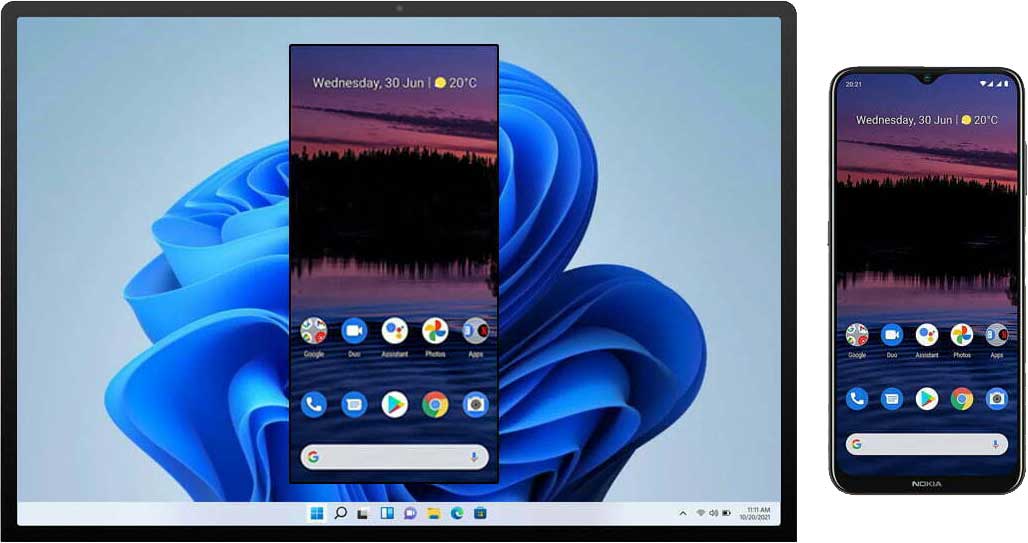 Wednesday, 30 Jun | 20°C
Google Duo Assistant Photos Apps
11:11 AM
10/20/2021
20:21
Wednesday, 30 Jun | 20°C
Google Duo Assistant Photos Apps
NOKIA